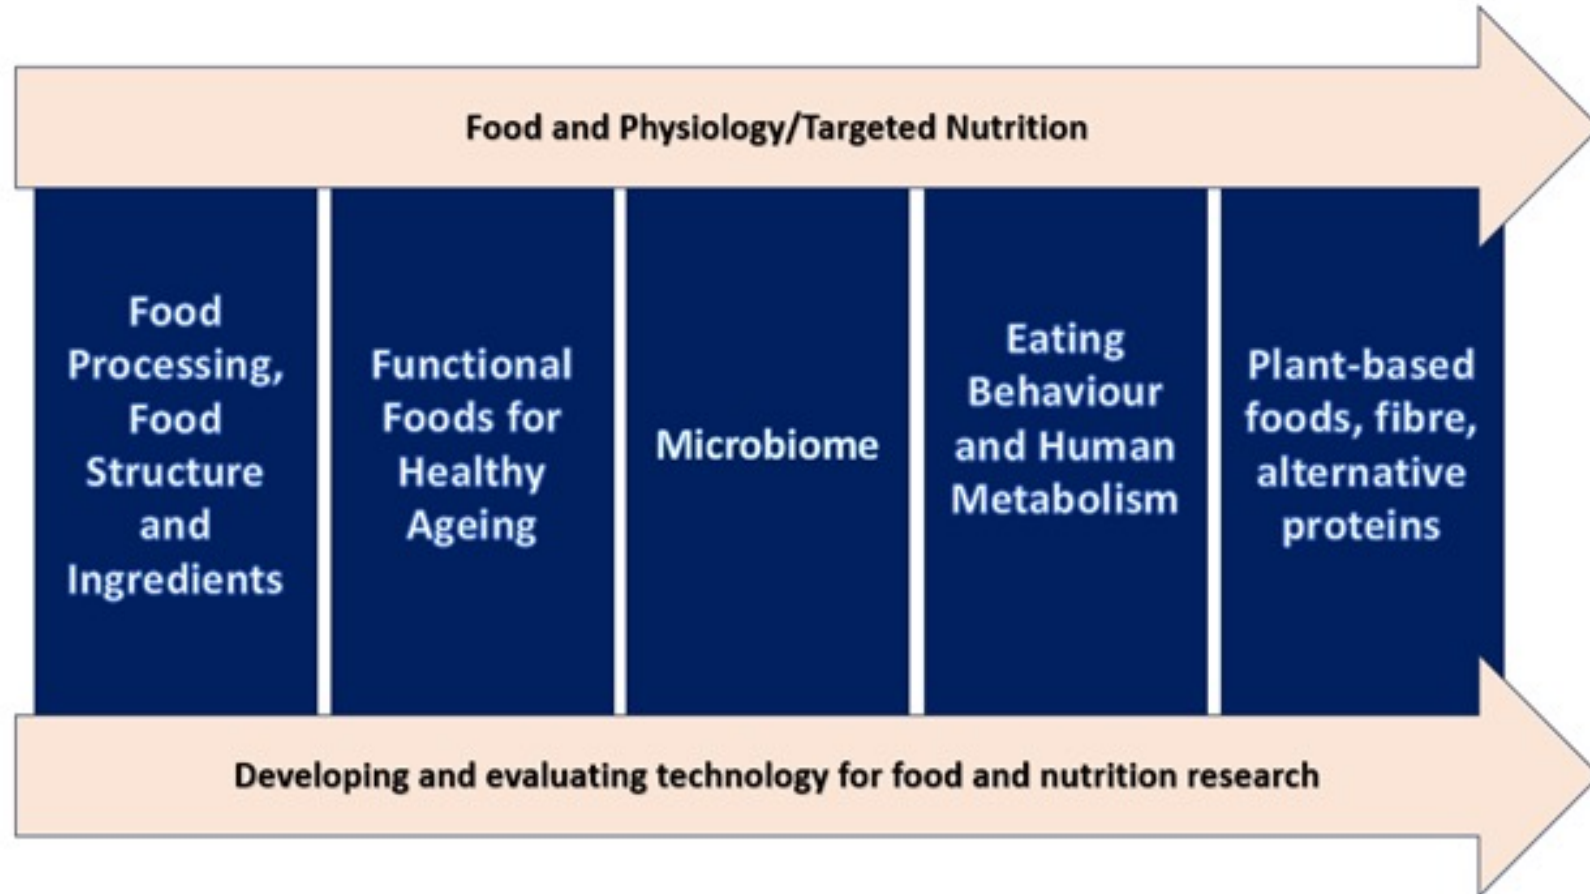 Food and Physiology/Targeted Nutrition
Food
Processing,
Food
Structure
and
Ingredients
Functional
Foods for
Healthy
Ageing
Microbiome
Eating
Behaviour
and Human
Metabolism
Plant-based
foods, fibre,
alternative
proteins
Developing and evaluating technology for food and nutrition research